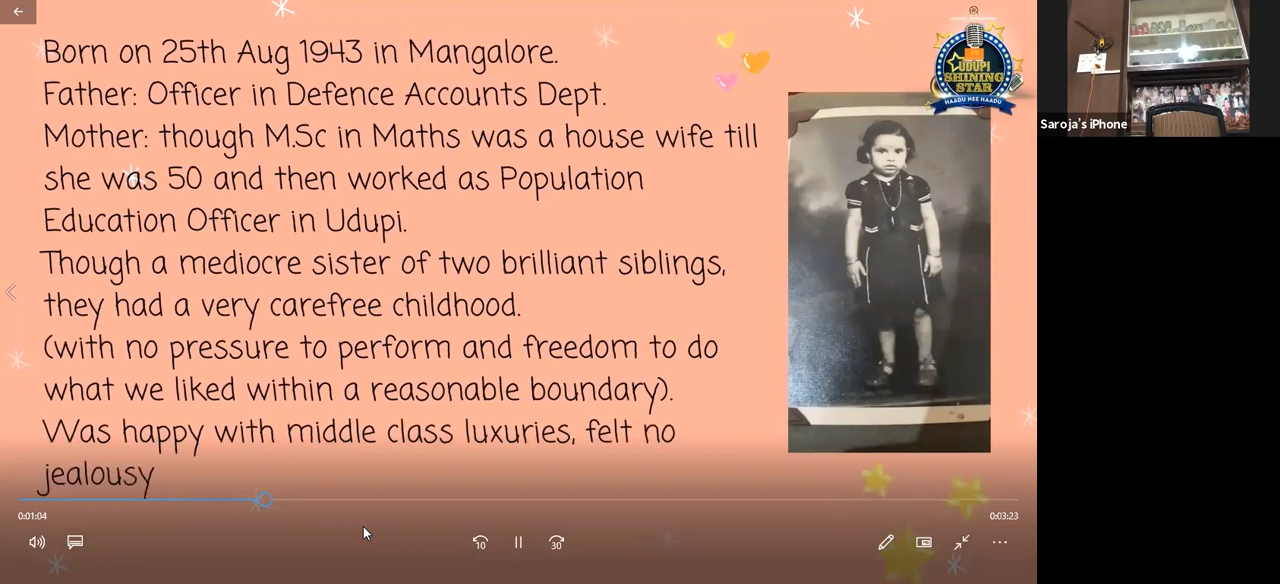 Born on 25th Aug 1943 in Mangalore.
Father: Officer in Defence Accounts Dept.
Mother: though M.Sc in Maths was a house wife till
she was 50 and then worked as Population
Education Officer in Udupi.
Though a mediocre sister of two brilliant siblings,
they had a very carefree childhood.
(with no pressure to perform and freedom to do
what we liked within a reasonable boundary).
Was happy with middle class luxuries, felt no
jealousy
UDUPI
SHINING
STAR
HAADU NEE HAADU
Saroja's iPhone
0:01:04
0:03:23
10
30